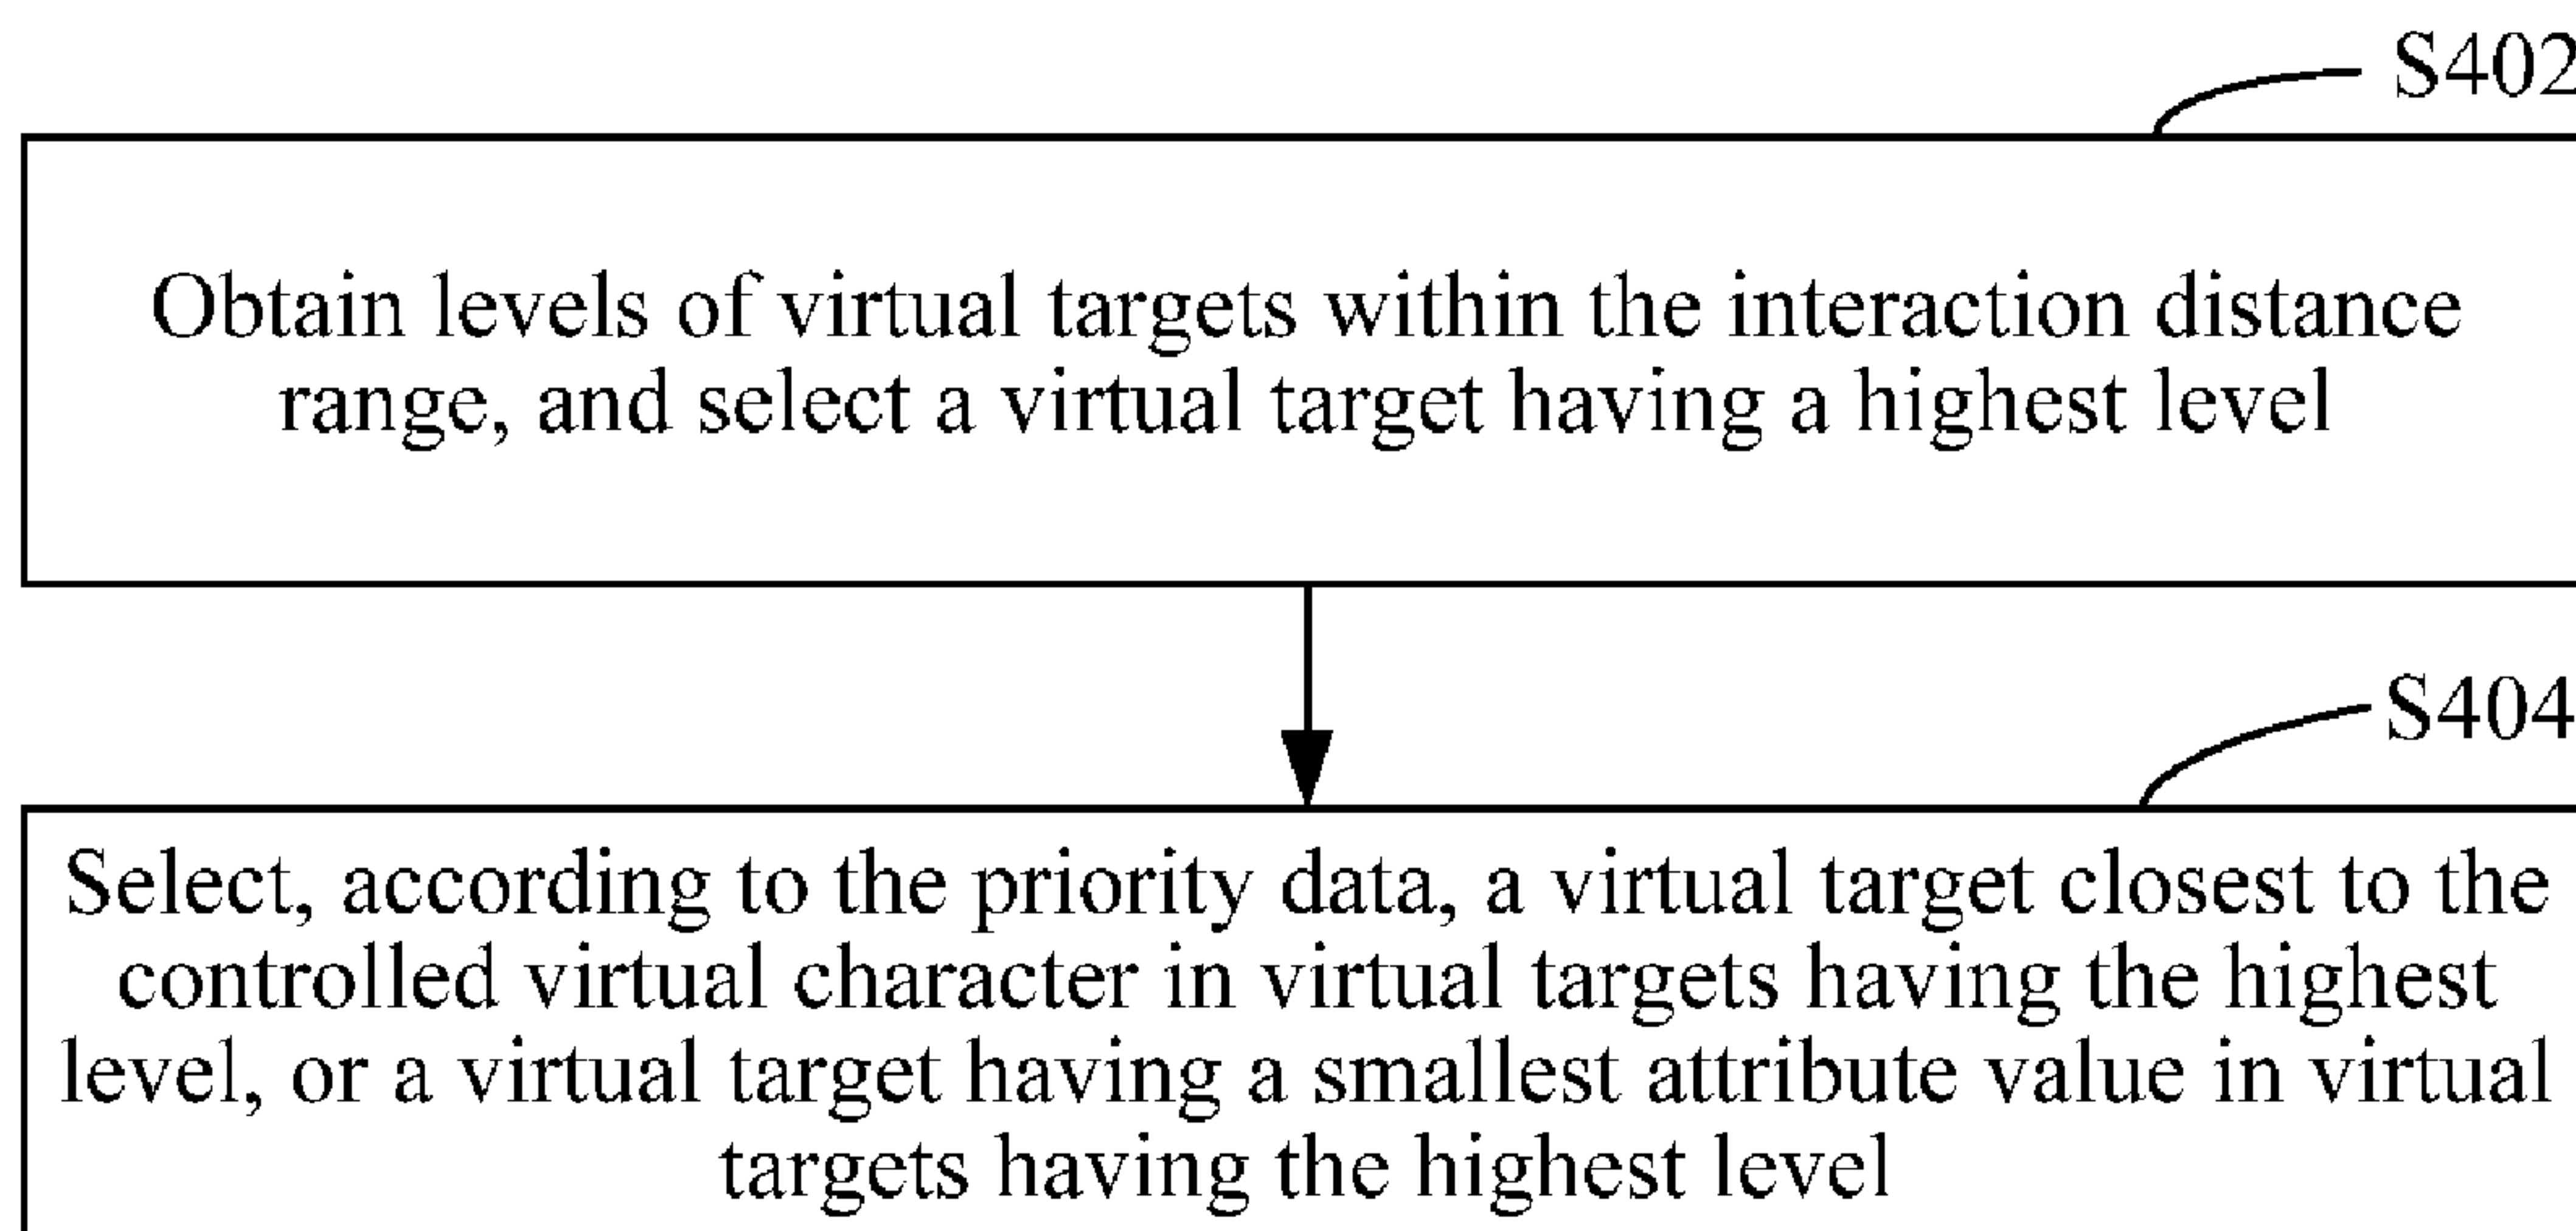 S402
Obtain levels of virtual targets within the interaction distance
range, and select a virtual target having a highest level
S404
Select, according to the priority data, a virtual target closest to the
controlled virtual character in virtual targets having the highest
level, or a virtual target having a smallest attribute value in virtual
targets having the highest level